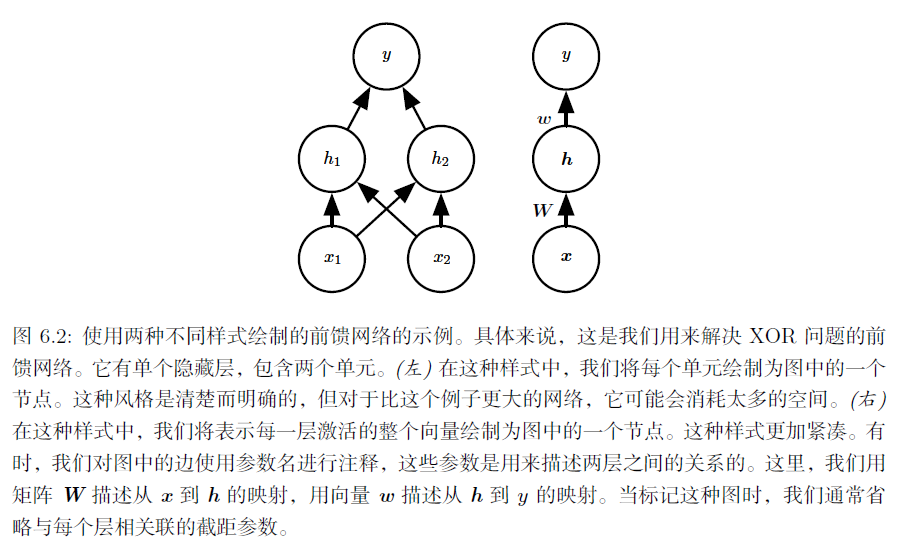 y
y
w
h1
h2
h
W
x1
x2
x
图 6.2: 使用两种不同样式绘制的前馈网络的示例。具体来说，这是我们用来解决 XOR 问题的前
馈网络。它有单个隐藏层，包含两个单元。(左) 在这种样式中，我们将每个单元绘制为图中的一个
节点。这种风格是清楚而明确的，但对于比这个例子更大的网络，它可能会消耗太多的空间。(右)
在这种样式中，我们将表示每一层激活的整个向量绘制为图中的一个节点。这种样式更加紧凑。有
时，我们对图中的边使用参数名进行注释，这些参数是用来描述两层之间的关系的。这里，我们用
矩阵 W 描述从 x 到 h 的映射，用向量 w 描述从 h 到 y 的映射。当标记这种图时，我们通常省
略与每个层相关联的截距参数。